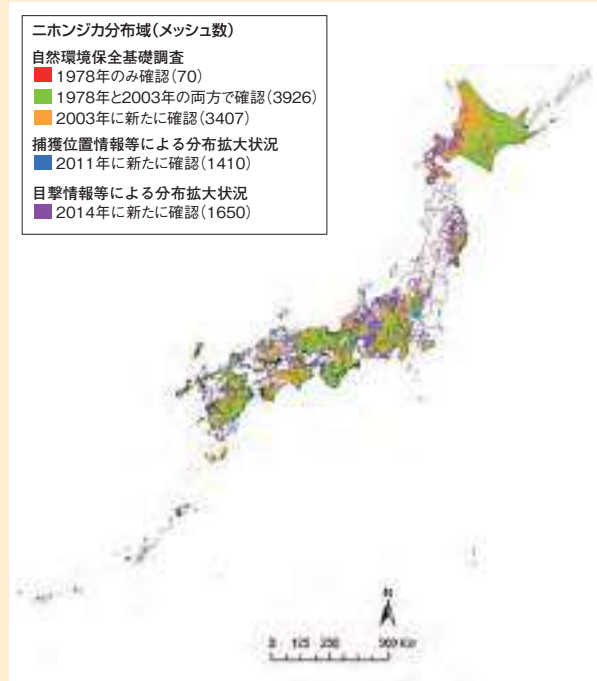 ニホンジカ分布域（メッシュ数）
自然環境保全基礎調査
1978年のみ確認（70）
1978年と2003年の両方で確認（3926）
2003年に新たに確認（3407）
捕獲位置情報等による分布拡大状況
2011年に新たに確認（1410）
目撃情報等による分布拡大状況
2014年に新たに確認（1650）
N
0 125 250 500 Km